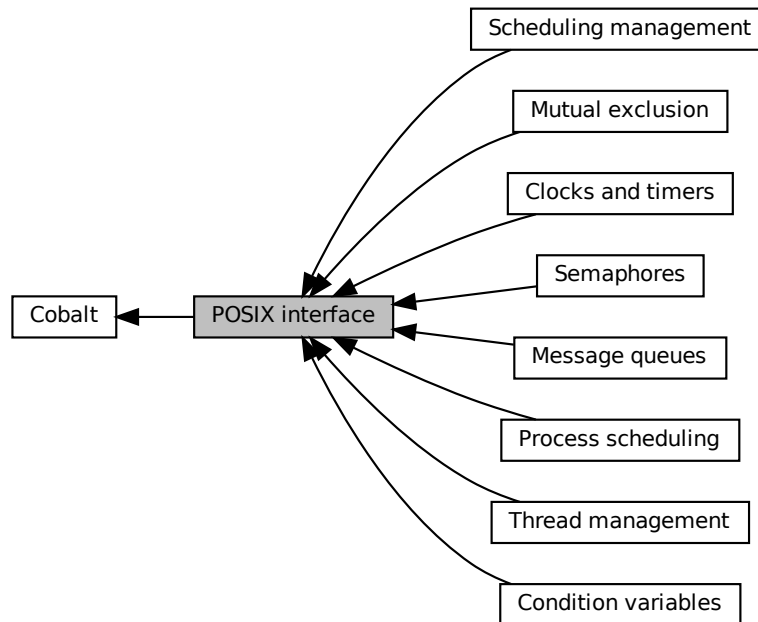 Scheduling management
Mutual exclusion
Clocks and timers
Semaphores
Cobalt
POSIX interface
Message queues
Process scheduling
Thread management
Condition variables